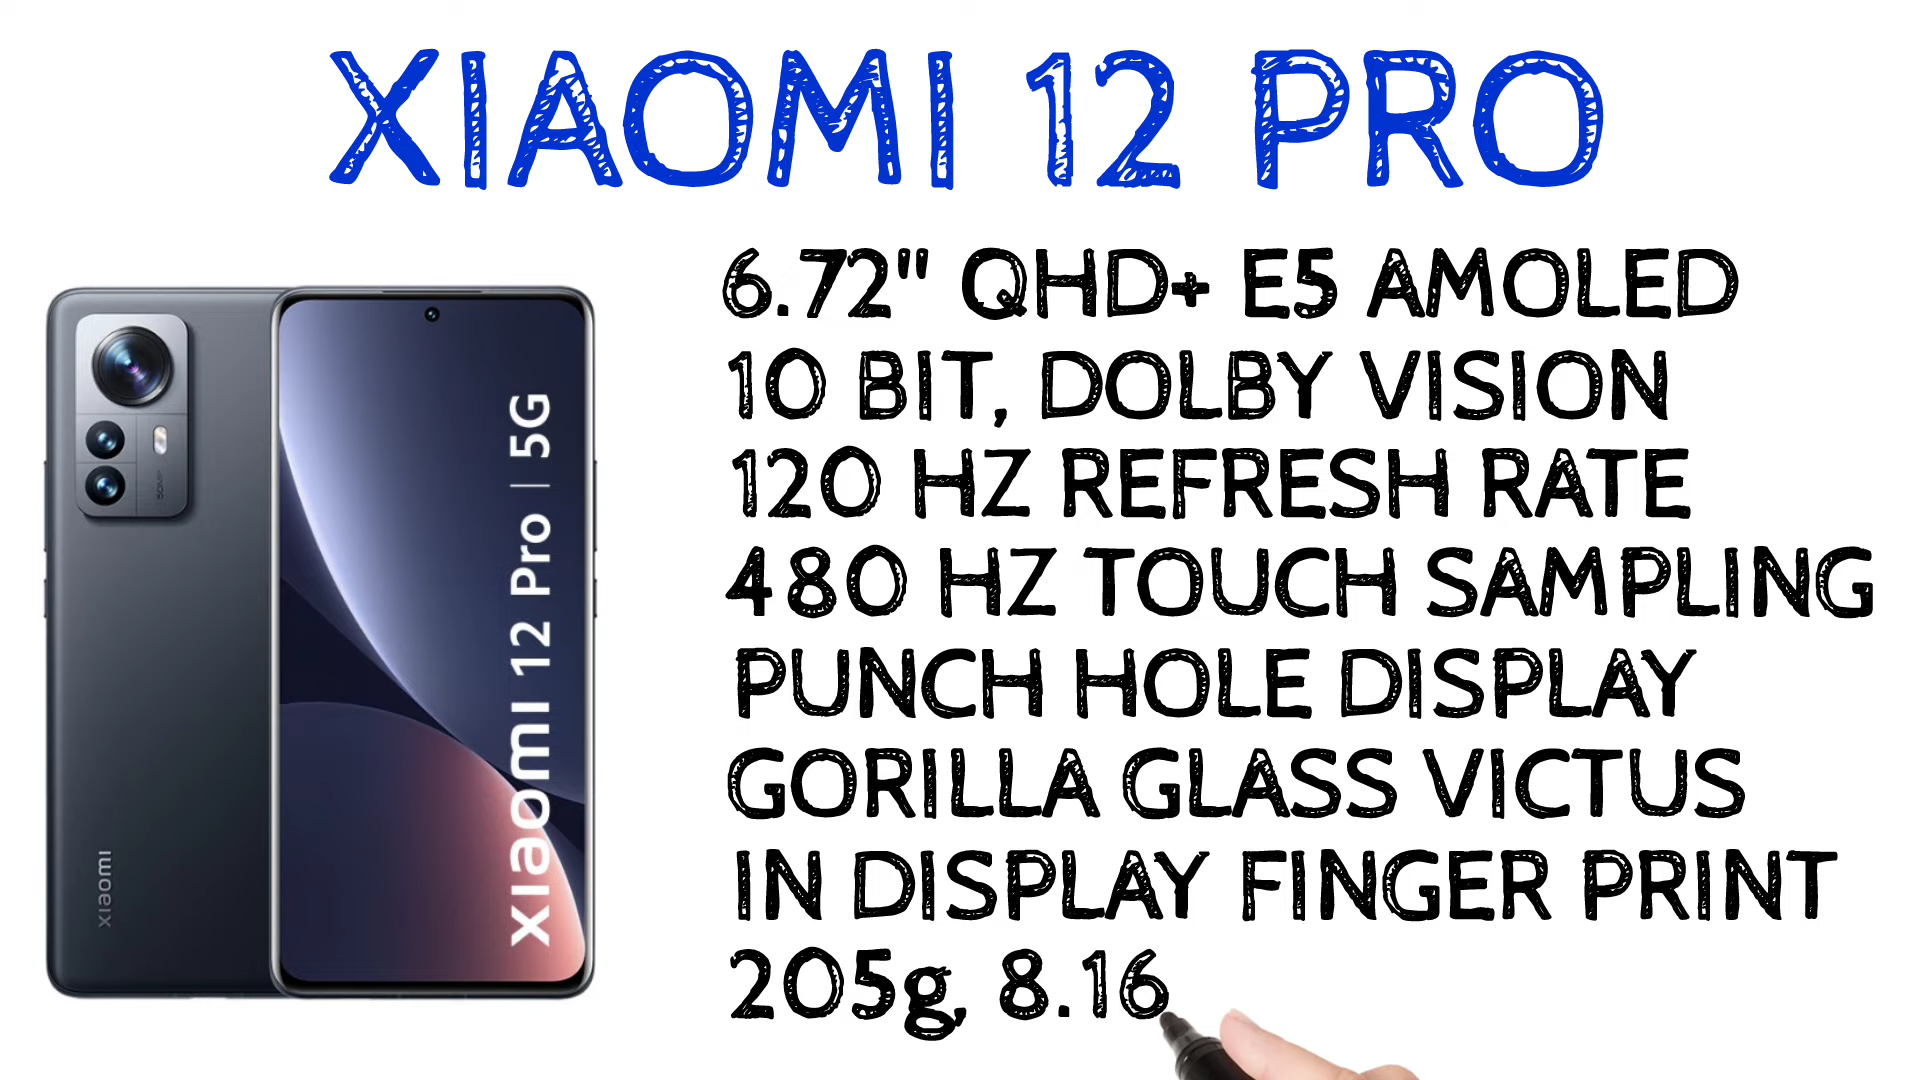 XIAOMI 12 PRO
6.72" QHD+ E5 AMOLED
10 BIT, DOLBY VISION
120 HZ REFRESH RATE
480 HZ TOUCH SAMPLING
PUNCH HOLE DISPLAY
GORILLA GLASS VICTUS
IN DISPLAY FINGER PRINT
205g, 8.16
xiaomi
Xiaomi 12 Pro | 5G
50MP